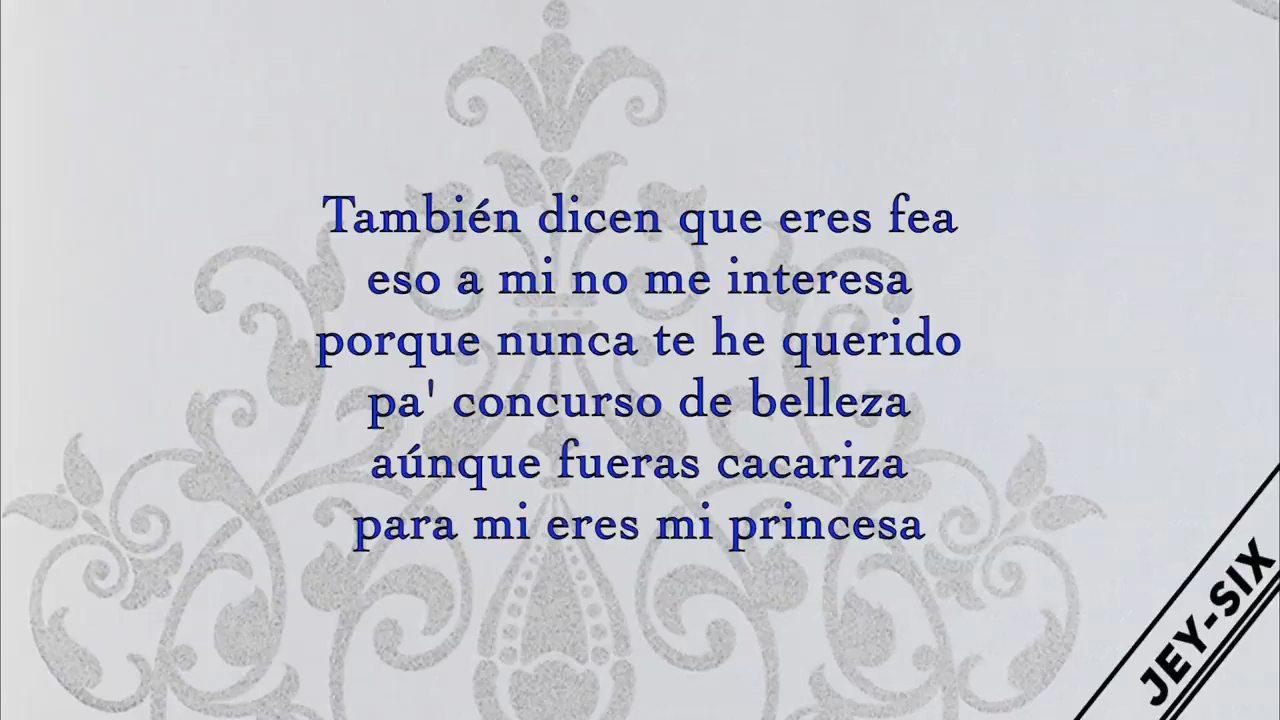 También dicen que eres fea
eso a mi no me interesa
porque nunca te he querido
pa' concurso de belleza
aúnque fueras cacariza
para mi eres mi princesa
JEY-SIX